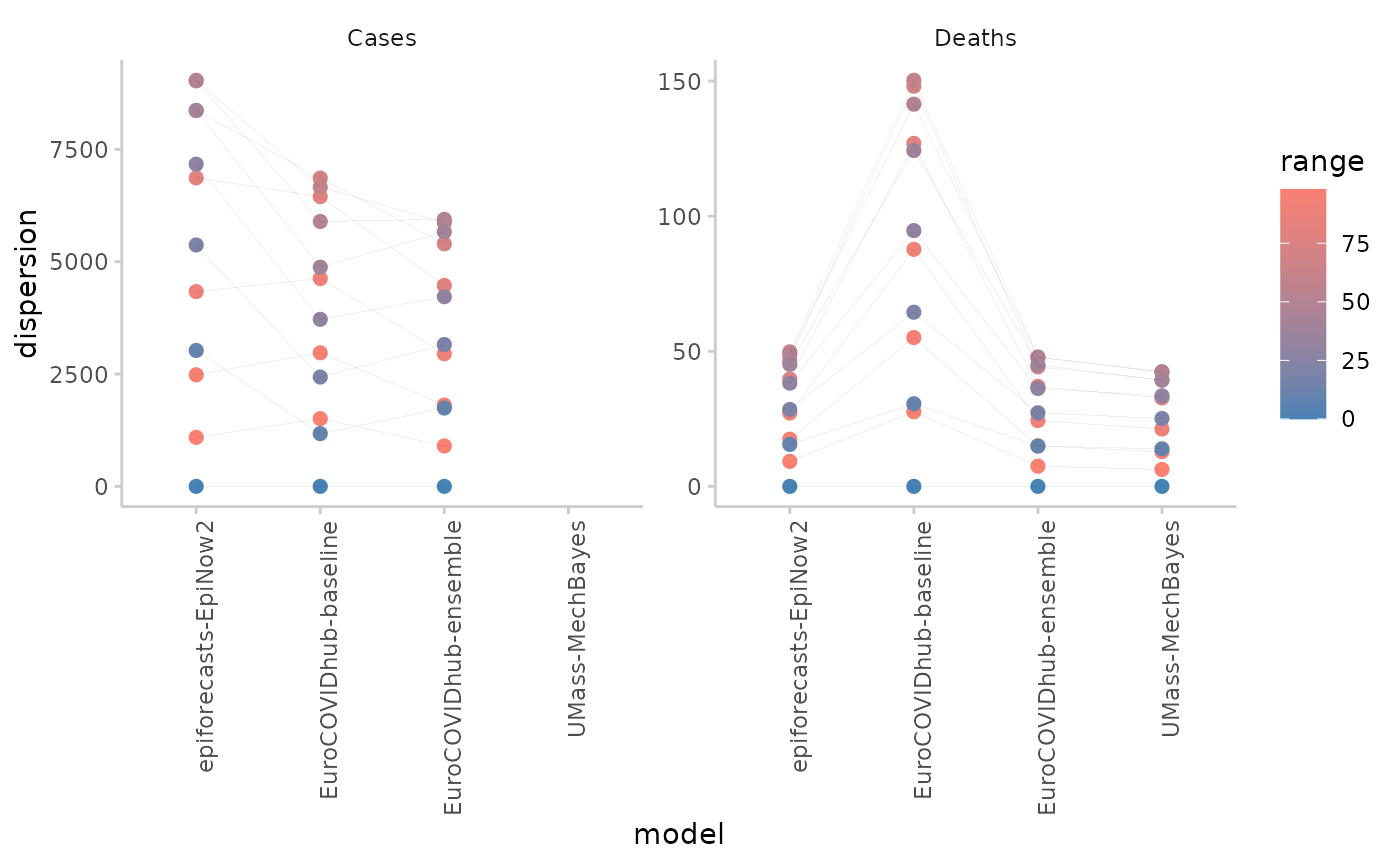 Cases
Deaths
dispersion
7500
5000
2500
0
150
100
50
0
epiforecasts-EpiNow2
EuroCOVIDhub-baseline
EuroCOVIDhub-ensemble
UMass-MechBayes
epiforecasts-EpiNow2
EuroCOVIDhub-baseline
EuroCOVIDhub-ensemble
UMass-MechBayes
model
range
75
50
25
0